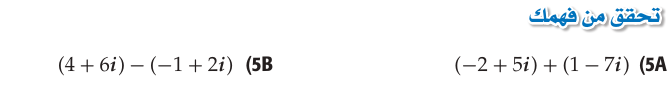 تحقق من فهمك
(−2 + 5i) + (1 − 7i) (5A
(4 + 6i) − (−1 + 2i) (5B